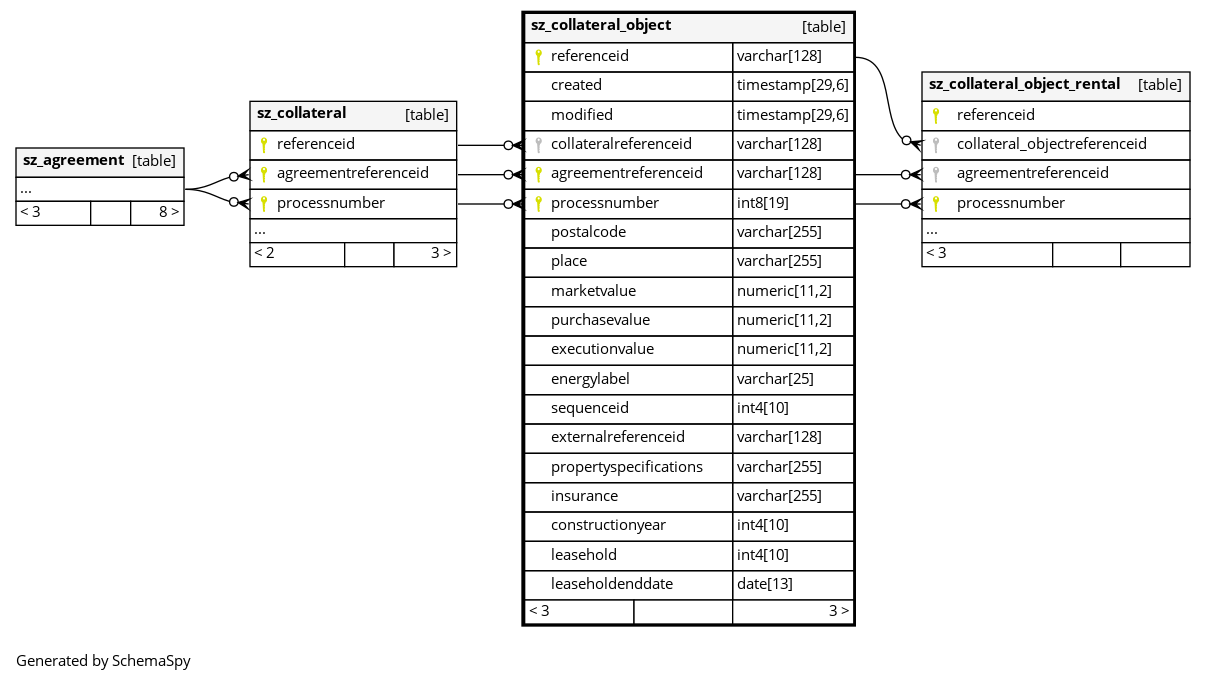 sz_agreement [table]
...
< 3 8 >
sz_collateral [table]
referenceid
agreementreferenceid
processnumber
...
< 2 3 >
sz_collateral_object [table]
referenceid varchar[128]
created timestamp[29,6]
modified timestamp[29,6]
collateralreferenceid varchar[128]
agreementreferenceid varchar[128]
processnumber int8[19]
postalcode varchar[255]
place varchar[255]
marketvalue numeric[11,2]
purchasevalue numeric[11,2]
executionvalue numeric[11,2]
energylabel varchar[25]
sequenceid int4[10]
externalreferenceid varchar[128]
propertyspecifications varchar[255]
insurance varchar[255]
constructionyear int4[10]
leasehold int4[10]
leaseholdenddate date[13]
< 3 3 >
sz_collateral_object_rental [table]
referenceid
collateral_objectreferenceid
agreementreferenceid
processnumber
...
< 3
Generated by SchemaSpy